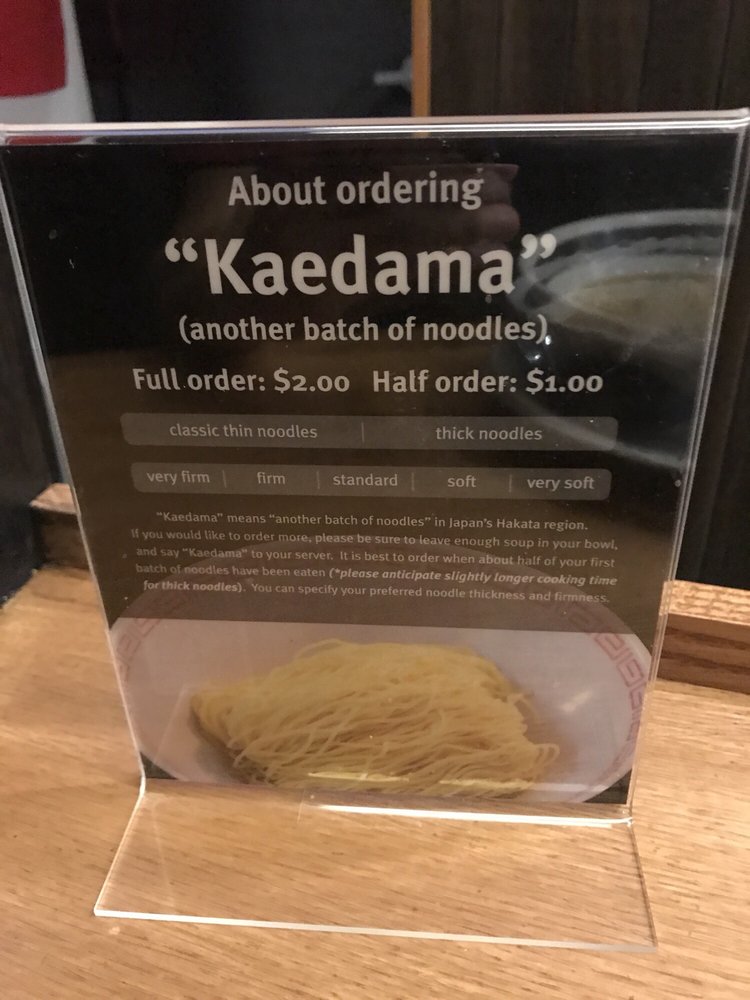 About ordering
“Kaedama”
(another batch of noodles)
Full order: $2.00 Half order: $1.00
classic thin noodles | thick noodles
very firm | firm | standard | soft | very soft
“Kaedama” means “another batch of noodles” in Japan’s Hakata region.
If you would like to order more, please be sure to leave enough soup in your bowl,
and say “Kaedama” to your server. It is best to order when about half of your first
batch of noodles have been eaten (*please anticipate slightly longer cooking time
for thick noodles). You can specify your preferred noodle thickness and firmness.